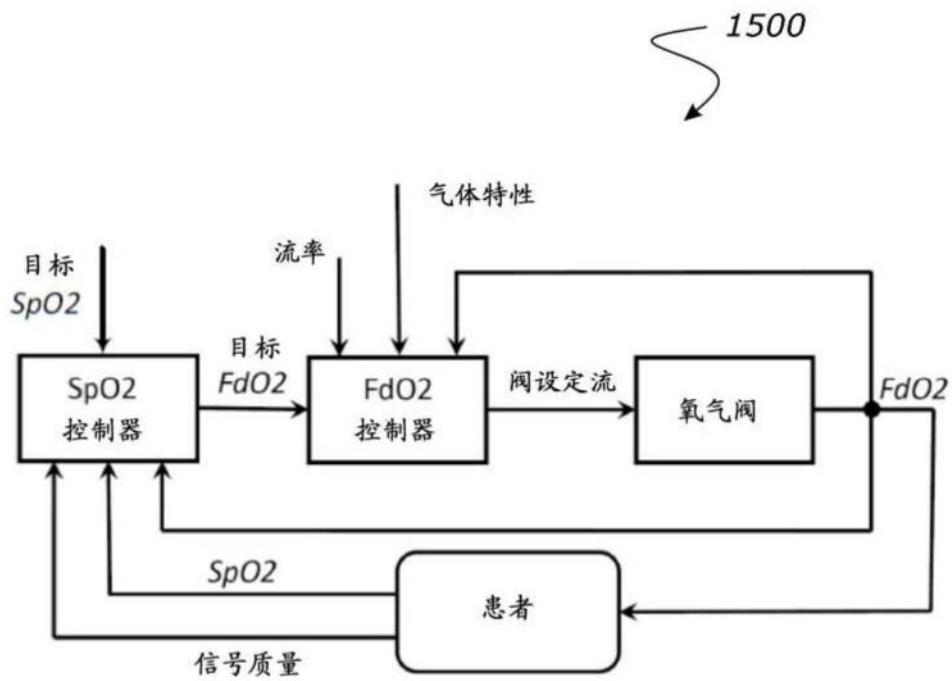 1500
气体特性
流率
目标
SpO2
目标
FdO2
SpO2
控制器
FdO2
控制器
阀设定流
氧气阀
FdO2
SpO2
患者
信号质量